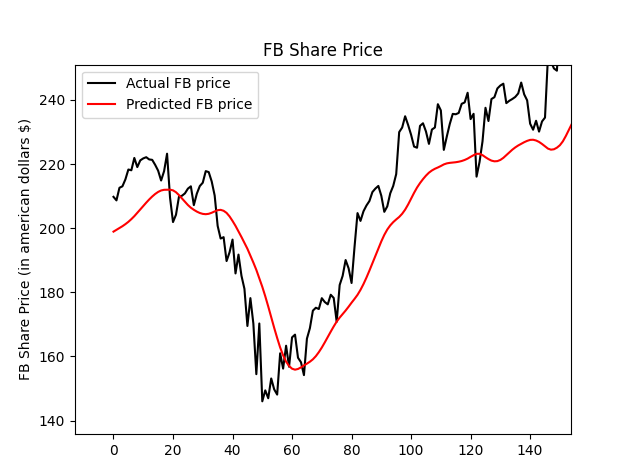 FB Share Price
Actual FB price
Predicted FB price
FB Share Price (in american dollars $)
240
220
200
180
160
140
0 20 40 60 80 100 120 140